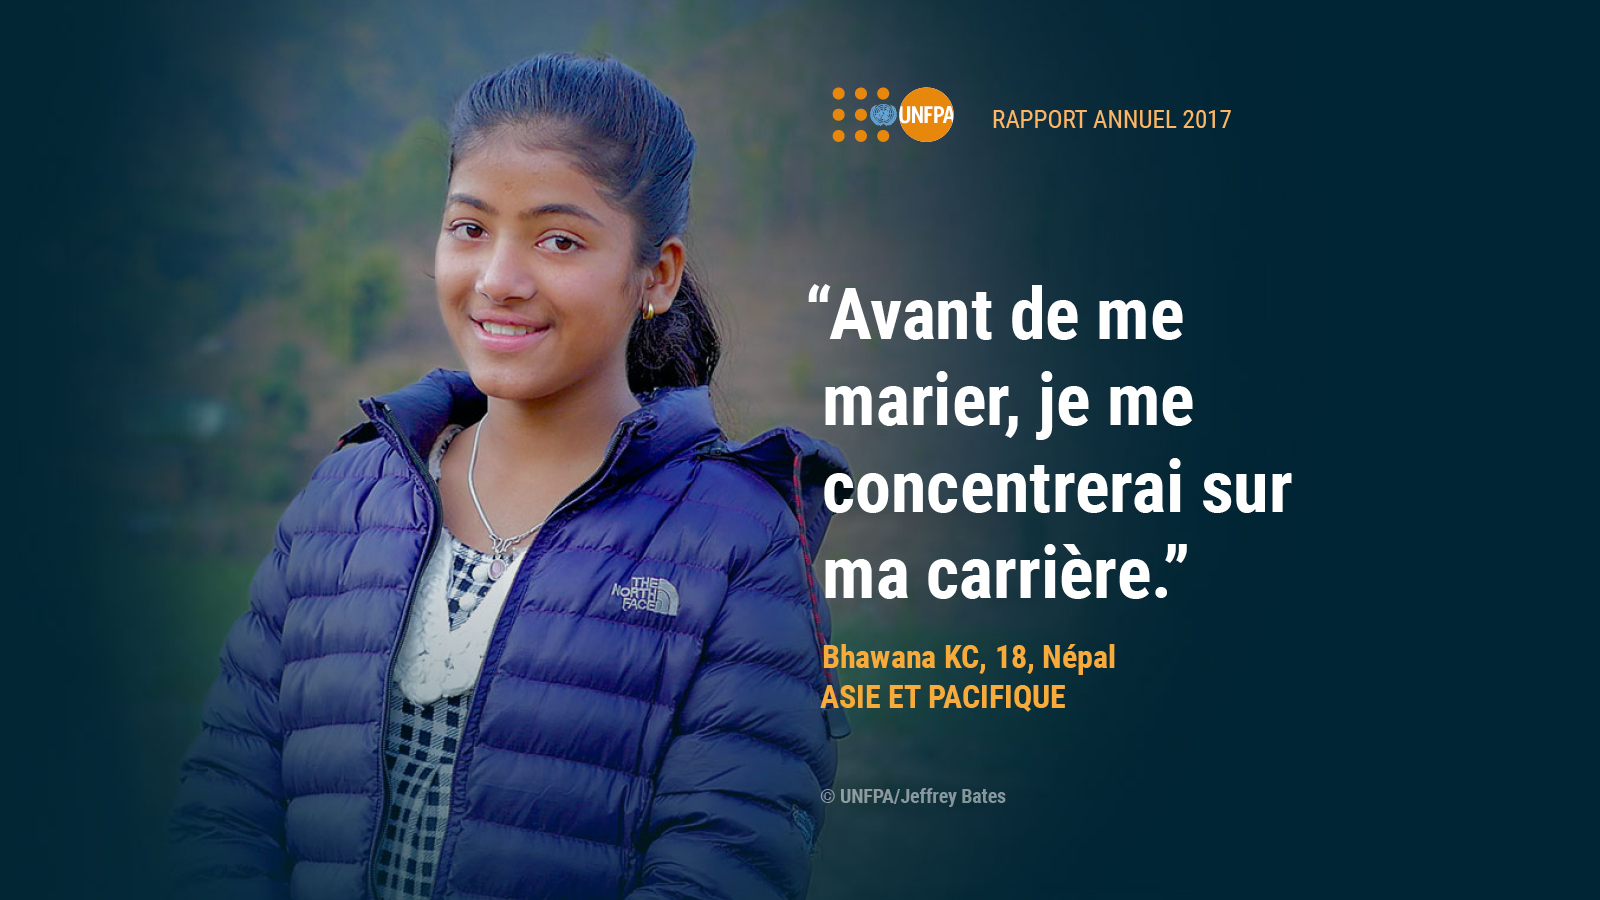 UNFPA
RAPPORT ANNUEL 2017
“Avant de me
marier, je me
concentrerai sur
ma carrière.”
Bhawana KC, 18, Népal
ASIE ET PACIFIQUE
© UNFPA/Jeffrey Bates
THE
NORTH
FACE